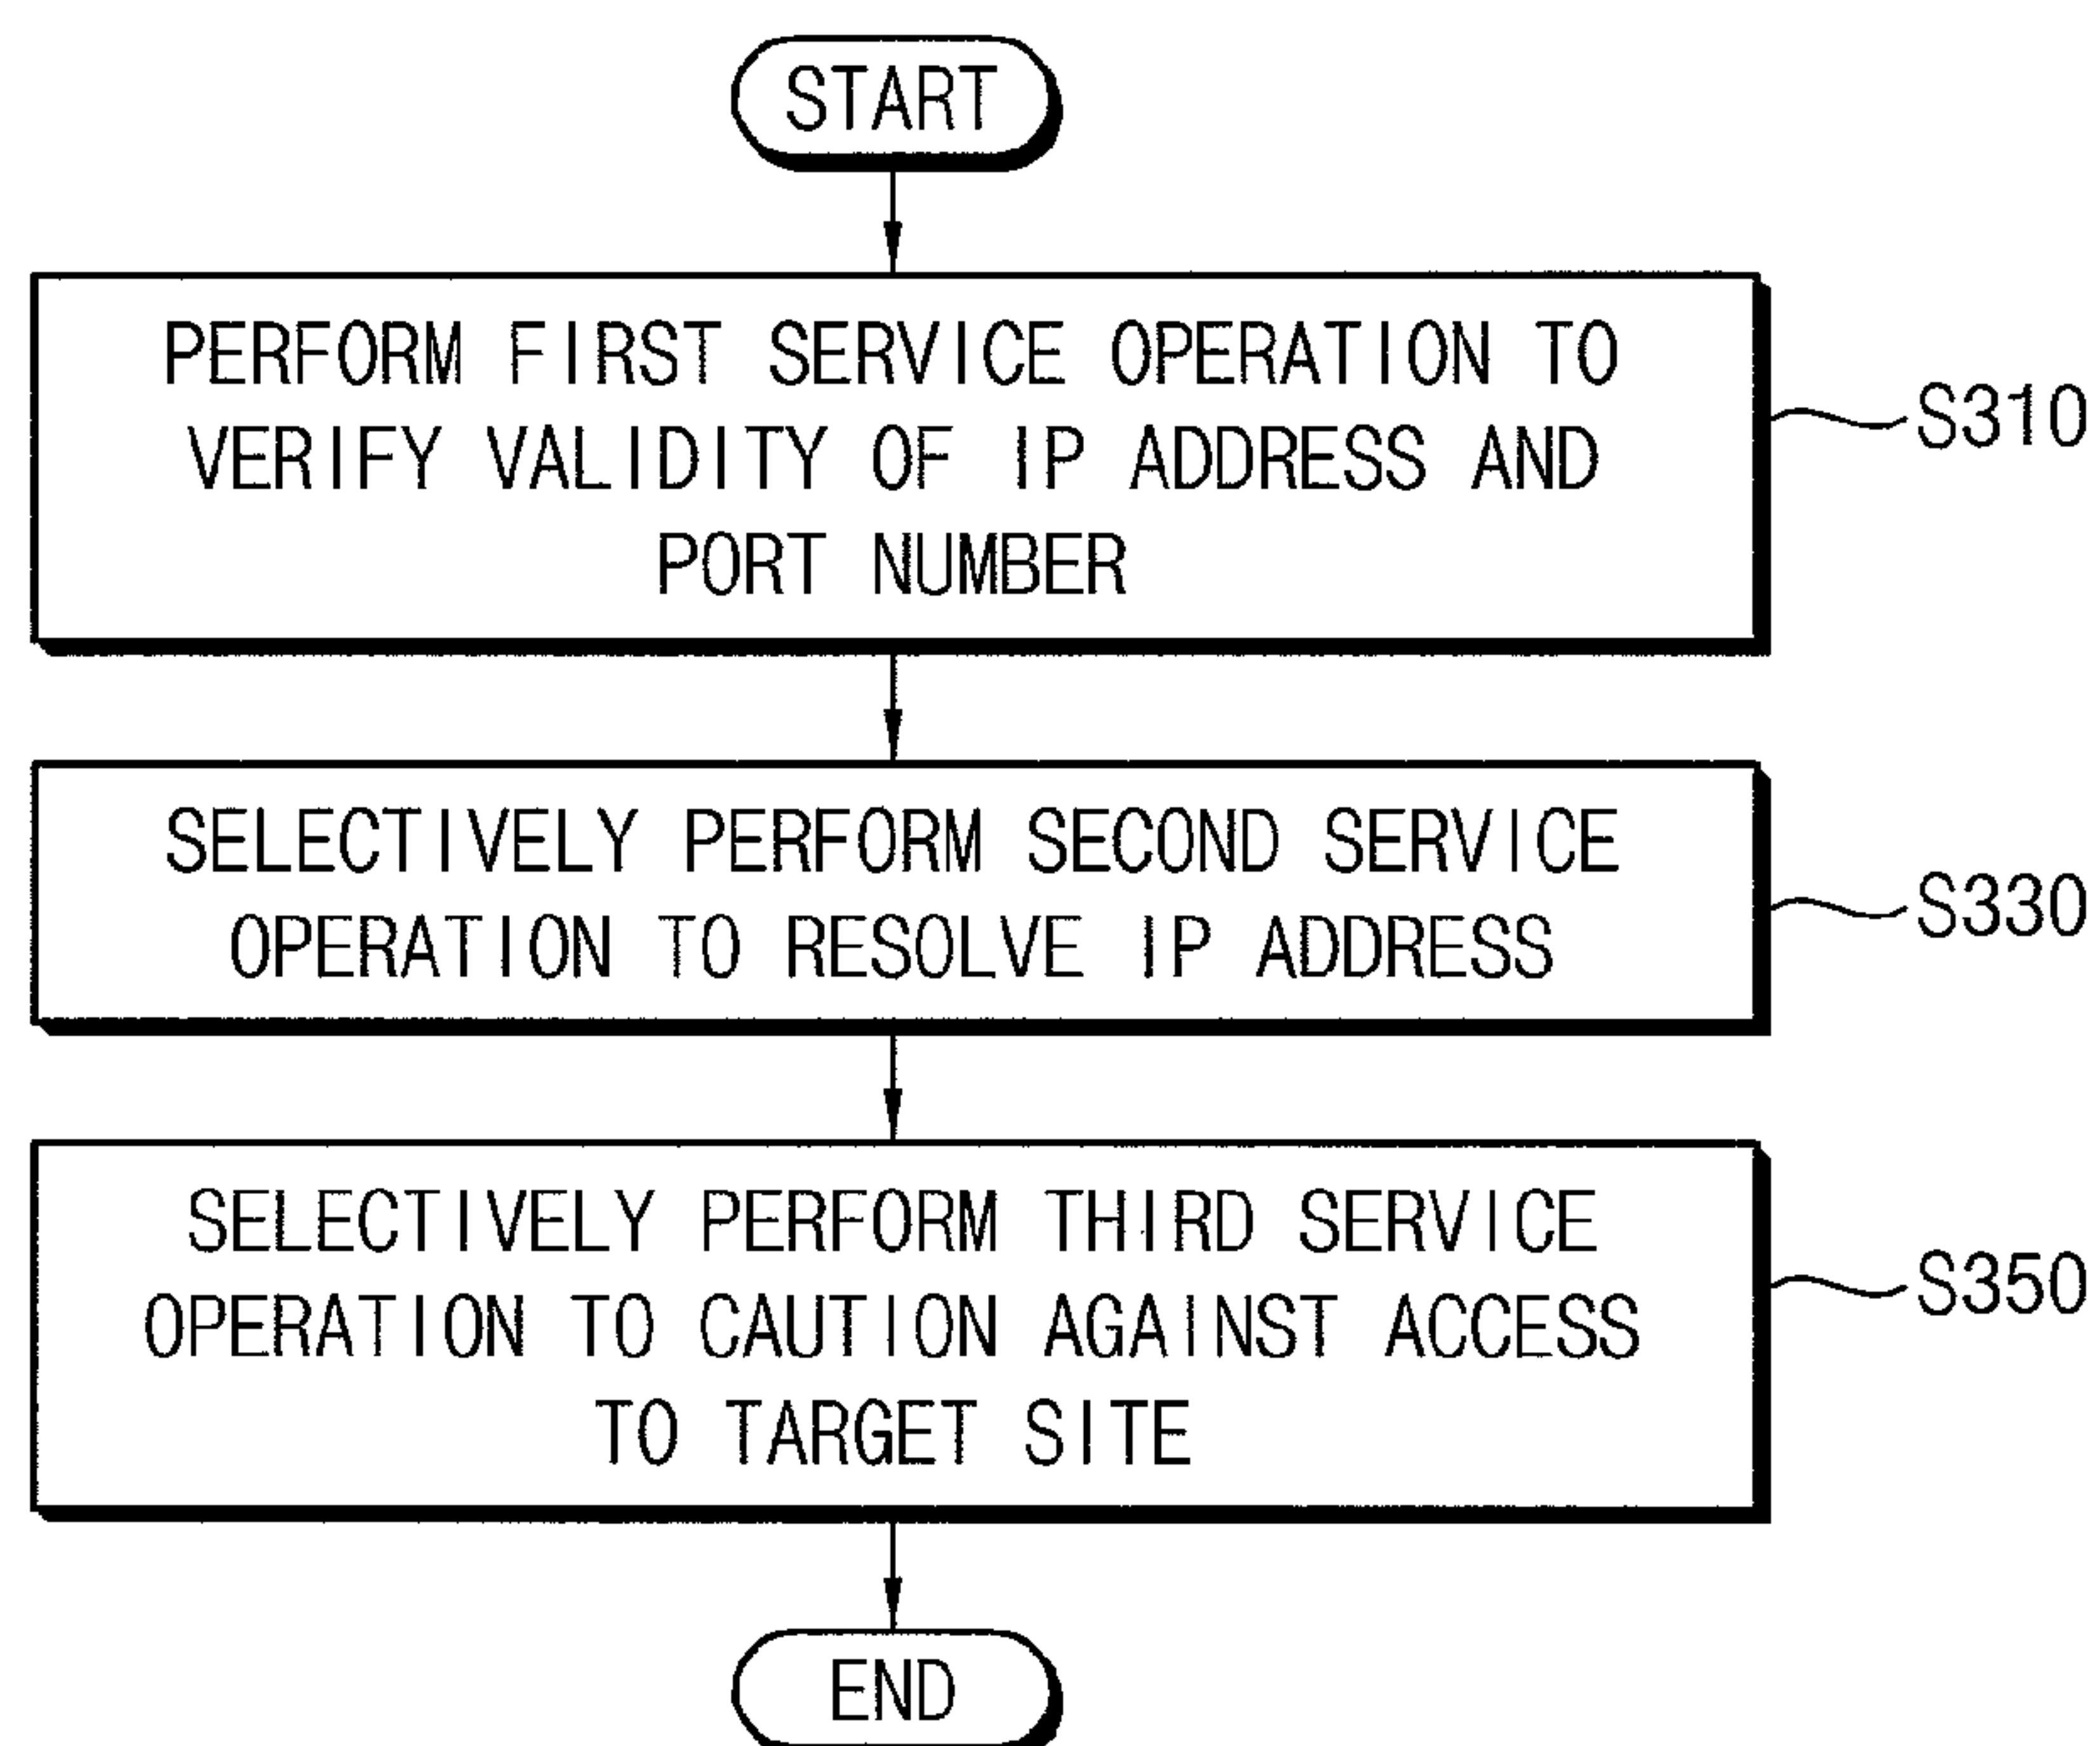 START
PERFORM FIRST SERVICE OPERATION TO
VERIFY VALIDITY OF IP ADDRESS AND
PORT NUMBER
S310
SELECTIVELY PERFORM SECOND SERVICE
OPERATION TO RESOLVE IP ADDRESS
S330
SELECTIVELY PERFORM THIRD SERVICE
OPERATION TO CAUTION AGAINST ACCESS
TO TARGET SITE
S350
END